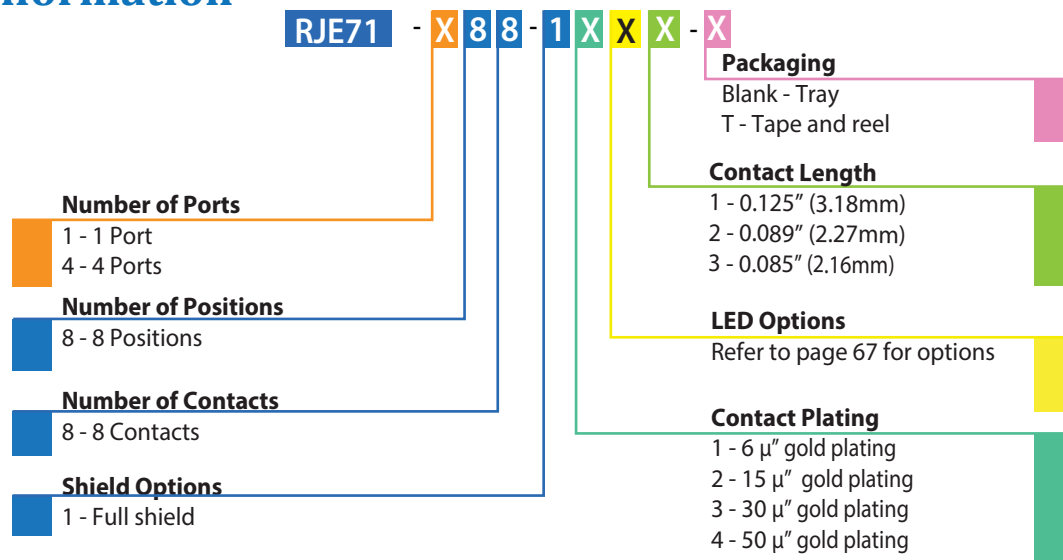 RJE71 - X 8 8 - 1 X X X - X
Packaging
Blank - Tray
T - Tape and reel
Contact Length
1 - 0.125” (3.18mm)
2 - 0.089” (2.27mm)
3 - 0.085” (2.16mm)
LED Options
Refer to page 67 for options
Contact Plating
1 - 6 µ” gold plating
2 - 15 µ” gold plating
3 - 30 µ” gold plating
4 - 50 µ” gold plating
Number of Ports
1 - 1 Port
4 - 4 Ports
Number of Positions
8 - 8 Positions
Number of Contacts
8 - 8 Contacts
Shield Options
1 - Full shield